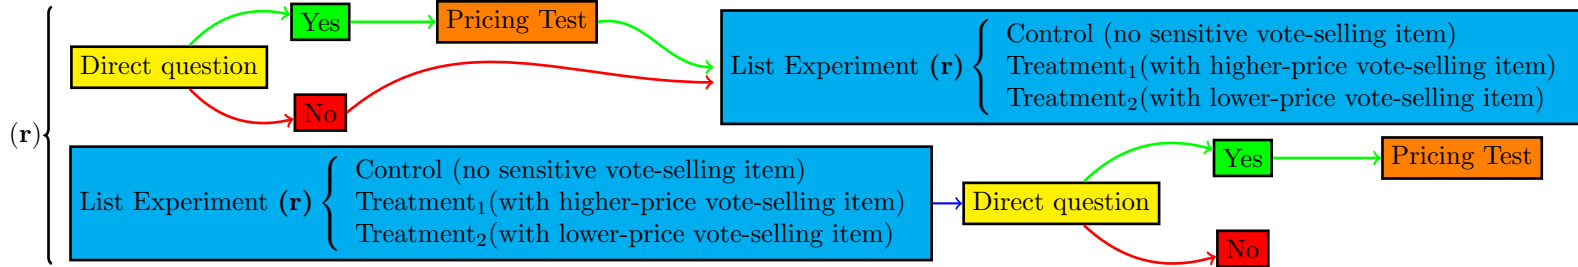 (r)
Yes
Pricing Test
Direct question
No
List Experiment (r)
Control (no sensitive vote-selling item)
Treatment₁(with higher-price vote-selling item)
Treatment₂(with lower-price vote-selling item)
List Experiment (r)
Control (no sensitive vote-selling item)
Treatment₁(with higher-price vote-selling item)
Treatment₂(with lower-price vote-selling item)
Direct question
Yes
Pricing Test
No